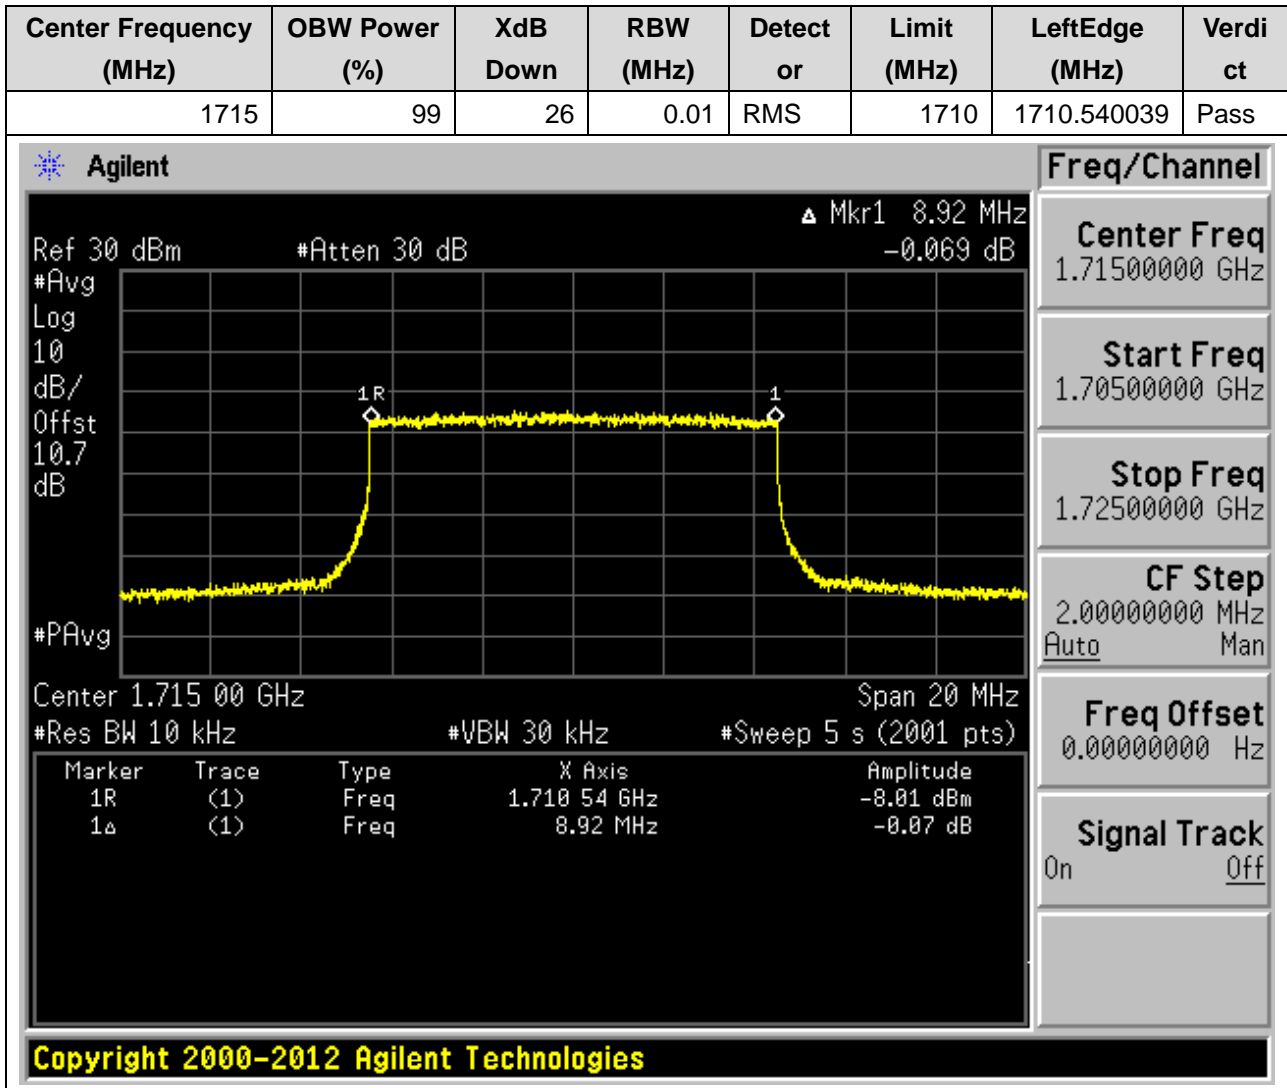 Center Frequency (MHz) OBW Power (%) XdB Down RBW (MHz) Detect or Limit (MHz) LeftEdge (MHz) Verdi ct
1715 99 26 0.01 RMS 1710 1710.540039 Pass
Agilent
Freq/Channel
Δ Mkr1 8.92 MHz
Ref 30 dBm #Atten 30 dB -0.069 dB
#Avg
Log
10
dB/
Offst
10.7
dB
1R 1
#PAvg
Center 1.715 00 GHz Span 20 MHz
#Res BW 10 kHz #VBW 30 kHz #Sweep 5 s (2001 pts)
Marker Trace Type X Axis Amplitude
1R (1) Freq 1.710 54 GHz -8.01 dBm
1Δ (1) Freq 8.92 MHz -0.07 dB
Center Freq
1.71500000 GHz
Start Freq
1.70500000 GHz
Stop Freq
1.72500000 GHz
CF Step
2.00000000 MHz
Auto Man
Freq Offset
0.00000000 Hz
Signal Track
On Off
Copyright 2000-2012 Agilent Technologies